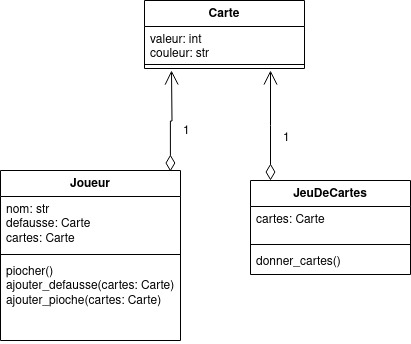 Carte
valeur: int
couleur: str
1
1
Joueur
nom: str
defausse: Carte
cartes: Carte
piocher()
ajouter_defausse(cartes: Carte)
ajouter_pioche(cartes: Carte)
JeuDeCartes
cartes: Carte
donner_cartes()